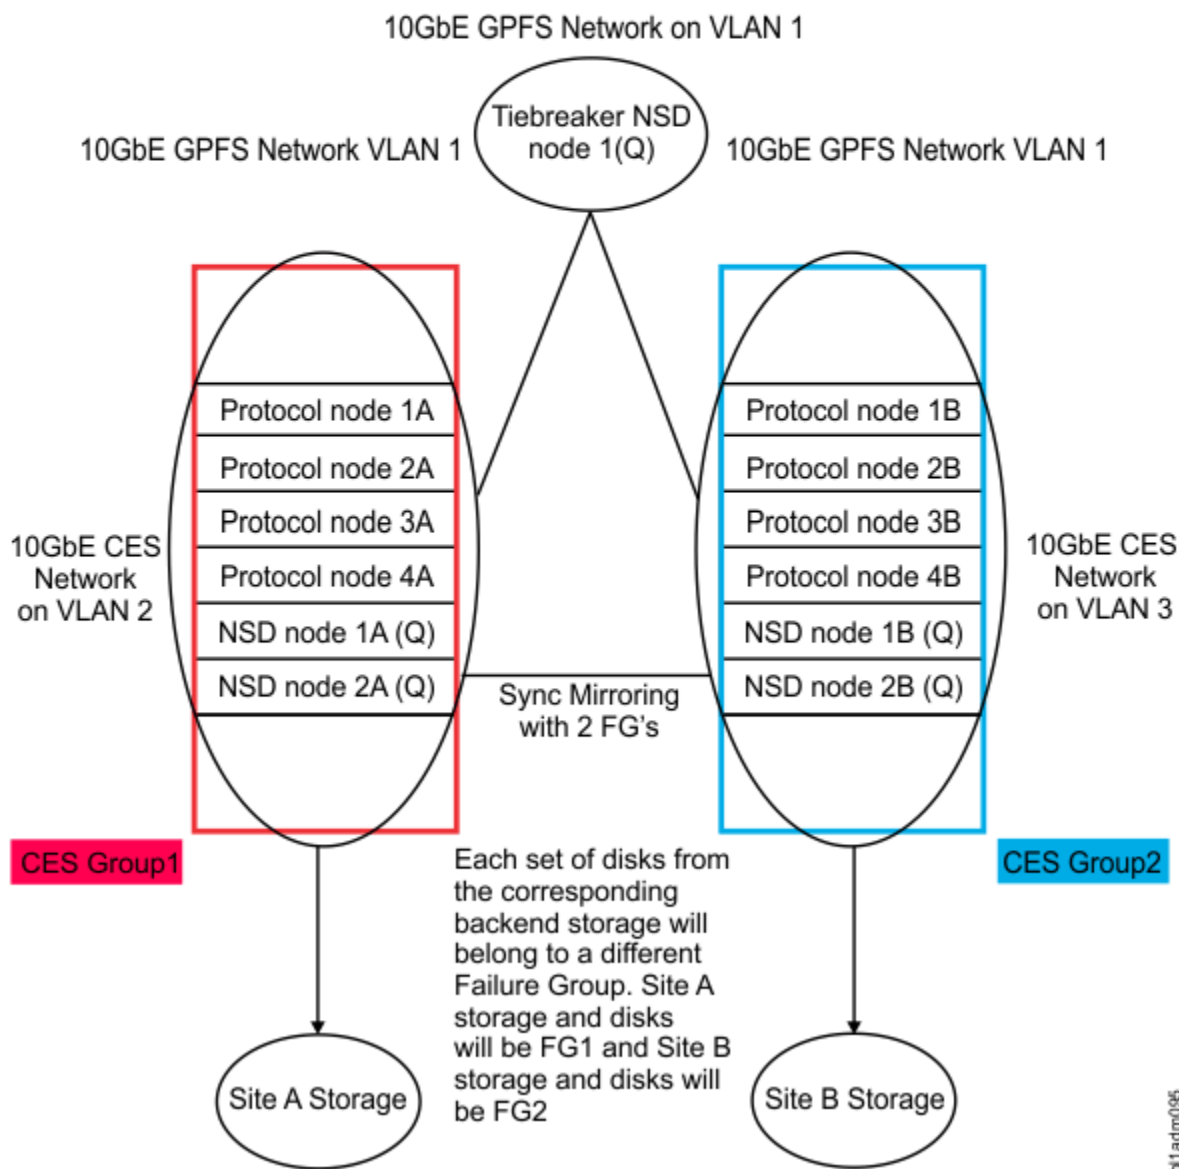 10GbE GPFS Network on VLAN 1
Tiebreaker NSD
node 1(Q)
10GbE GPFS Network VLAN 1
10GbE GPFS Network VLAN 1
Protocol node 1A
Protocol node 2A
Protocol node 3A
Protocol node 4A
NSD node 1A (Q)
NSD node 2A (Q)
Protocol node 1B
Protocol node 2B
Protocol node 3B
Protocol node 4B
NSD node 1B (Q)
NSD node 2B (Q)
10GbE CES
Network
on VLAN 2
10GbE CES
Network
on VLAN 3
Sync Mirroring
with 2 FG's
CES Group1
CES Group2
Each set of disks from
the corresponding
backend storage will
belong to a different
Failure Group. Site A
storage and disks
will be FG1 and Site B
storage and disks will
be FG2
Site A Storage
Site B Storage